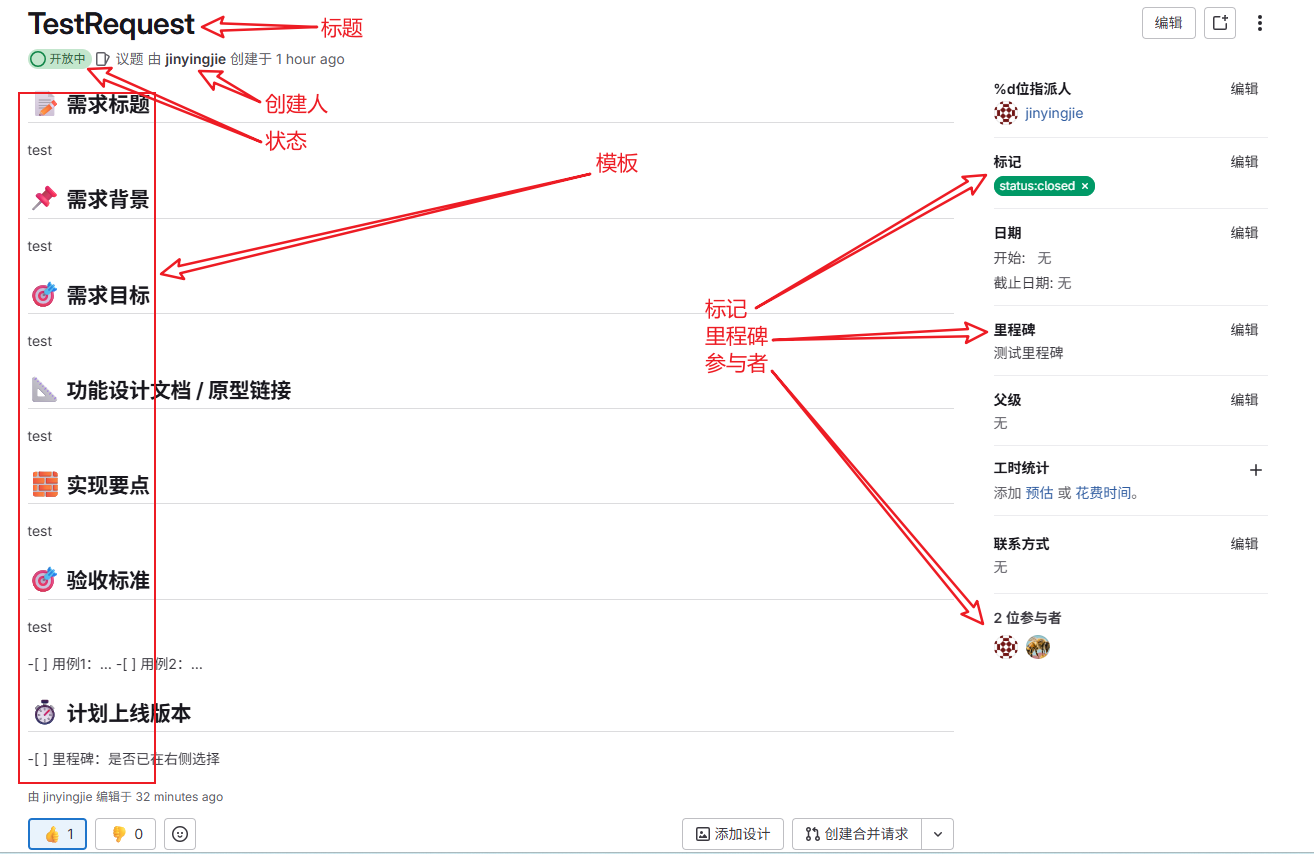 TestRequest
标题
编辑
开放中 议题 由 jinyingjie 创建于 1 hour ago
创建人
状态
模板
需求标题
test
需求背景
test
需求目标
test
功能设计文档 / 原型链接
test
实现要点
test
验收标准
test
-[ ] 用例1：... -[ ] 用例2：...
计划上线版本
-[ ] 里程碑：是否已在右侧选择
由 jinyingjie 编辑于 32 minutes ago
1
0
添加设计
创建合并请求
标记
里程碑
参与者
%d位指派人 编辑
jinyingjie
标记 编辑
status:closed ×
日期 编辑
开始: 无
截止日期: 无
里程碑 编辑
测试里程碑
父级 编辑
无
工时统计
添加 预估 或 花费时间。
联系方式 编辑
无
2 位参与者